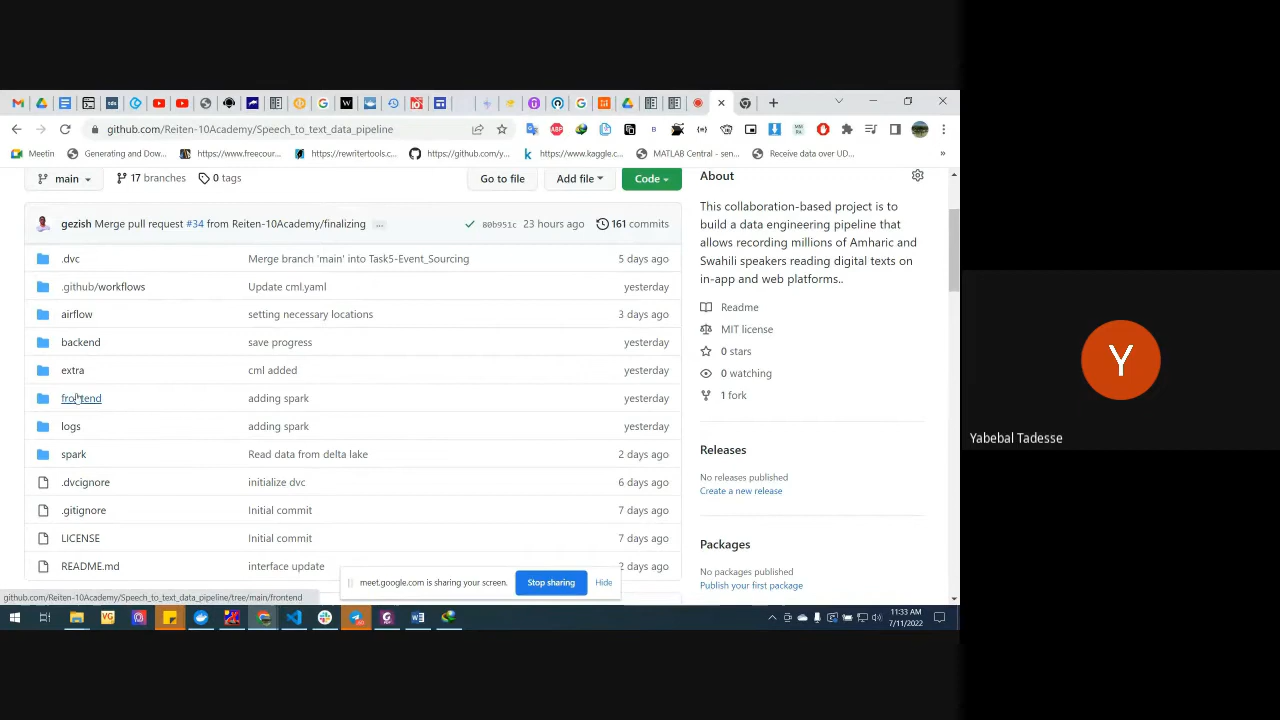 github.com/Reiten-10Academy/Speech_to_text_data_pipeline
Meetin
Generating and Dow...
https://www.freecour...
https://rewritertools.c...
https://github.com/y...
https://www.kaggle.c...
MATLAB Central - sen...
Receive data over UD...
»
main
17 branches
0 tags
Go to file
Add file
Code
gezish Merge pull request #34 from Reiten-10Academy/finalizing ...
80b951c 23 hours ago 161 commits
.dvc Merge branch 'main' into Task5-Event_Sourcing 5 days ago
.github/workflows Update cml.yaml yesterday
airflow setting necessary locations 3 days ago
backend save progress yesterday
extra cml added yesterday
frontend adding spark yesterday
logs adding spark yesterday
spark Read data from delta lake 2 days ago
.dvcignore initialize dvc 6 days ago
.gitignore Initial commit 7 days ago
LICENSE Initial commit 7 days ago
README.md interface update 2 days ago
About
This collaboration-based project is to
build a data engineering pipeline that
allows recording millions of Amharic and
Swahili speakers reading digital texts on
in-app and web platforms..
Readme
MIT license
0 stars
0 watching
1 fork
Releases
No releases published
Create a new release
Packages
No packages published
Publish your first package
meet.google.com is sharing your screen.
Stop sharing
Hide
github.com/Reiten-10Academy/Speech_to_text_data_pipeline/tree/main/frontend
11:33 AM
7/11/2022
Y
Yabebal Tadesse